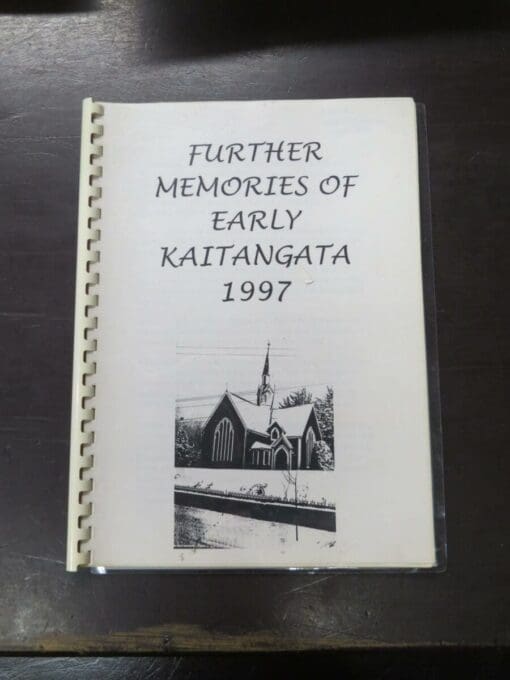 FURTHER
MEMORIES OF
EARLY
KAITANGATA
1997